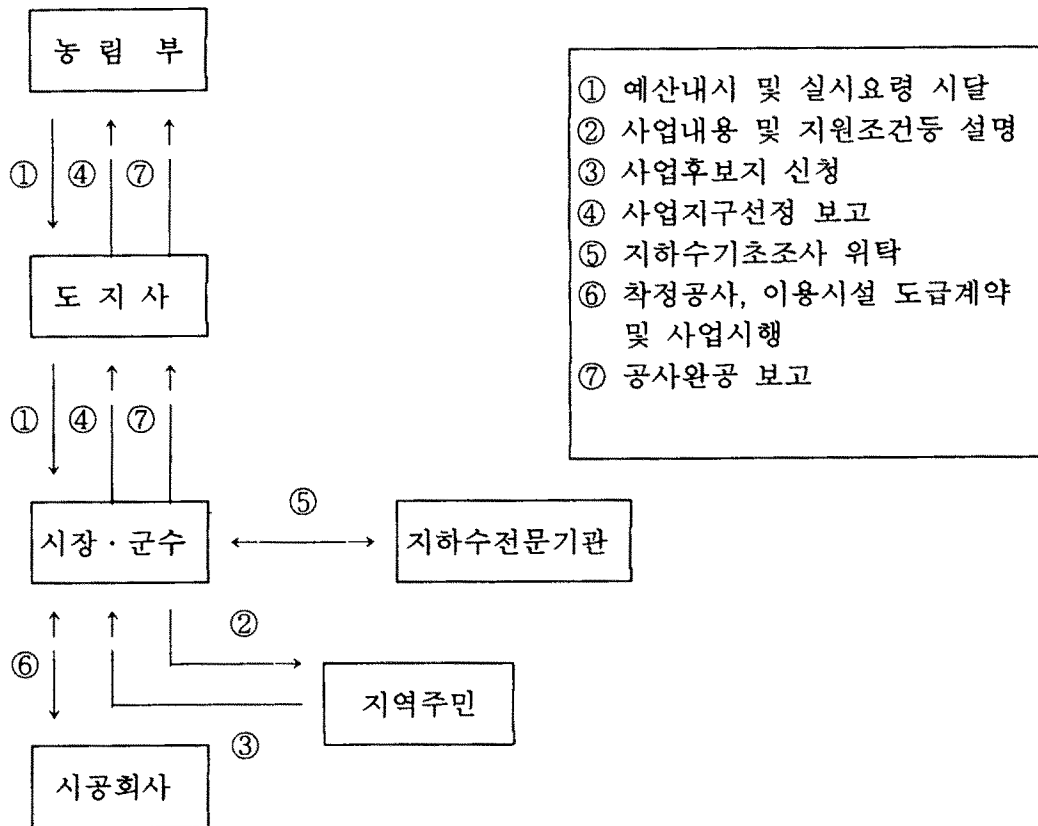 농 림 부
① 예산내시 및 실시요령 시달
② 사업내용 및 지원조건등 설명
③ 사업후보지 신청
④ 사업지구선정 보고
⑤ 지하수기초조사 위탁
⑥ 착정공사, 이용시설 도급계약
및 사업시행
⑦ 공사완공 보고
① ④ ⑦
도 지 사
① ④ ⑦
시장 · 군수
⑤
지하수전문기관
②
⑥
지역주민
③
시공회사